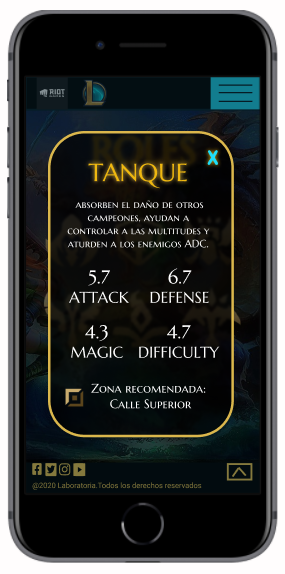 RIOT
GAMES
ROLES
TANQUE
X
ABSORBEN EL DAÑO DE OTROS
CAMPEONES, AYUDAN A
CONTROLAR A LAS MULTITUDES Y
ATURDEN A LOS ENEMIGOS ADC.
5.7 6.7
ATTACK DEFENSE
4.3 4.7
MAGIC DIFFICULTY
ZONA RECOMENDADA:
CALLE SUPERIOR
@2020 Laboratoria.Todos los derechos reservados